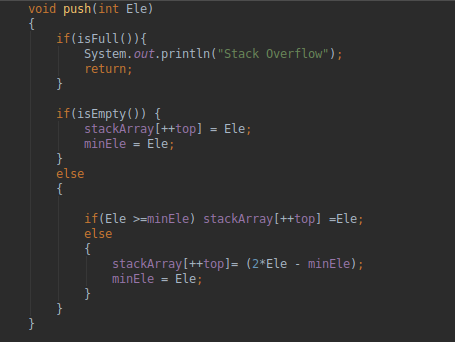 void push(int Ele)
{
    if(isFull()){
        System.out.println("Stack Overflow");
        return;
    }

    if(isEmpty()) {
        stackArray[++top] = Ele;
        minEle = Ele;
    }
    else
    {

        if(Ele >=minEle) stackArray[++top] =Ele;
        else
        {
            stackArray[++top]= (2*Ele - minEle);
            minEle = Ele;
        }
    }
}